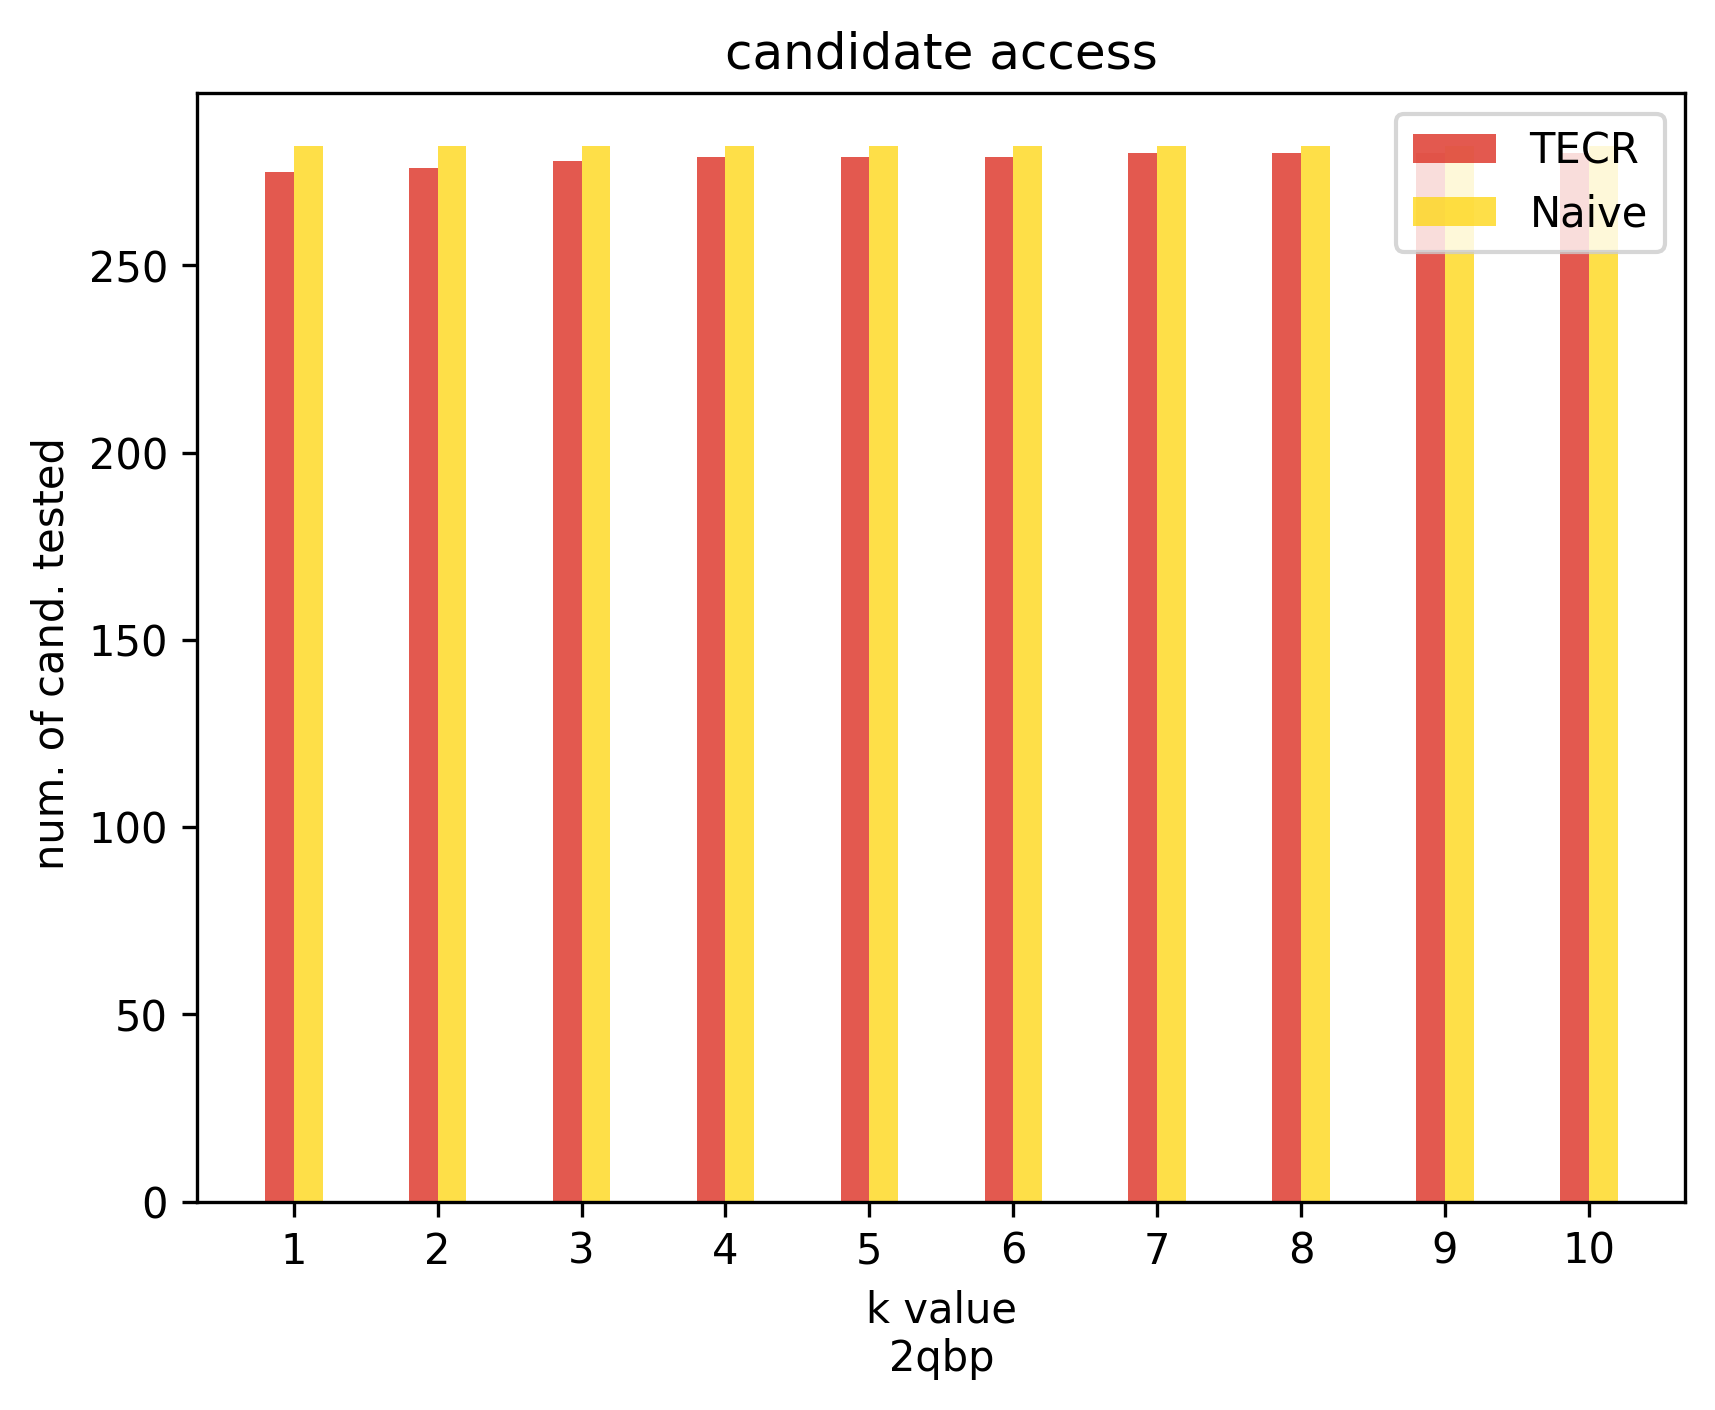 candidate access
TECR
Naive
250
200
150
100
50
0
num. of cand. tested
1 2 3 4 5 6 7 8 9 10
k value
2qbp